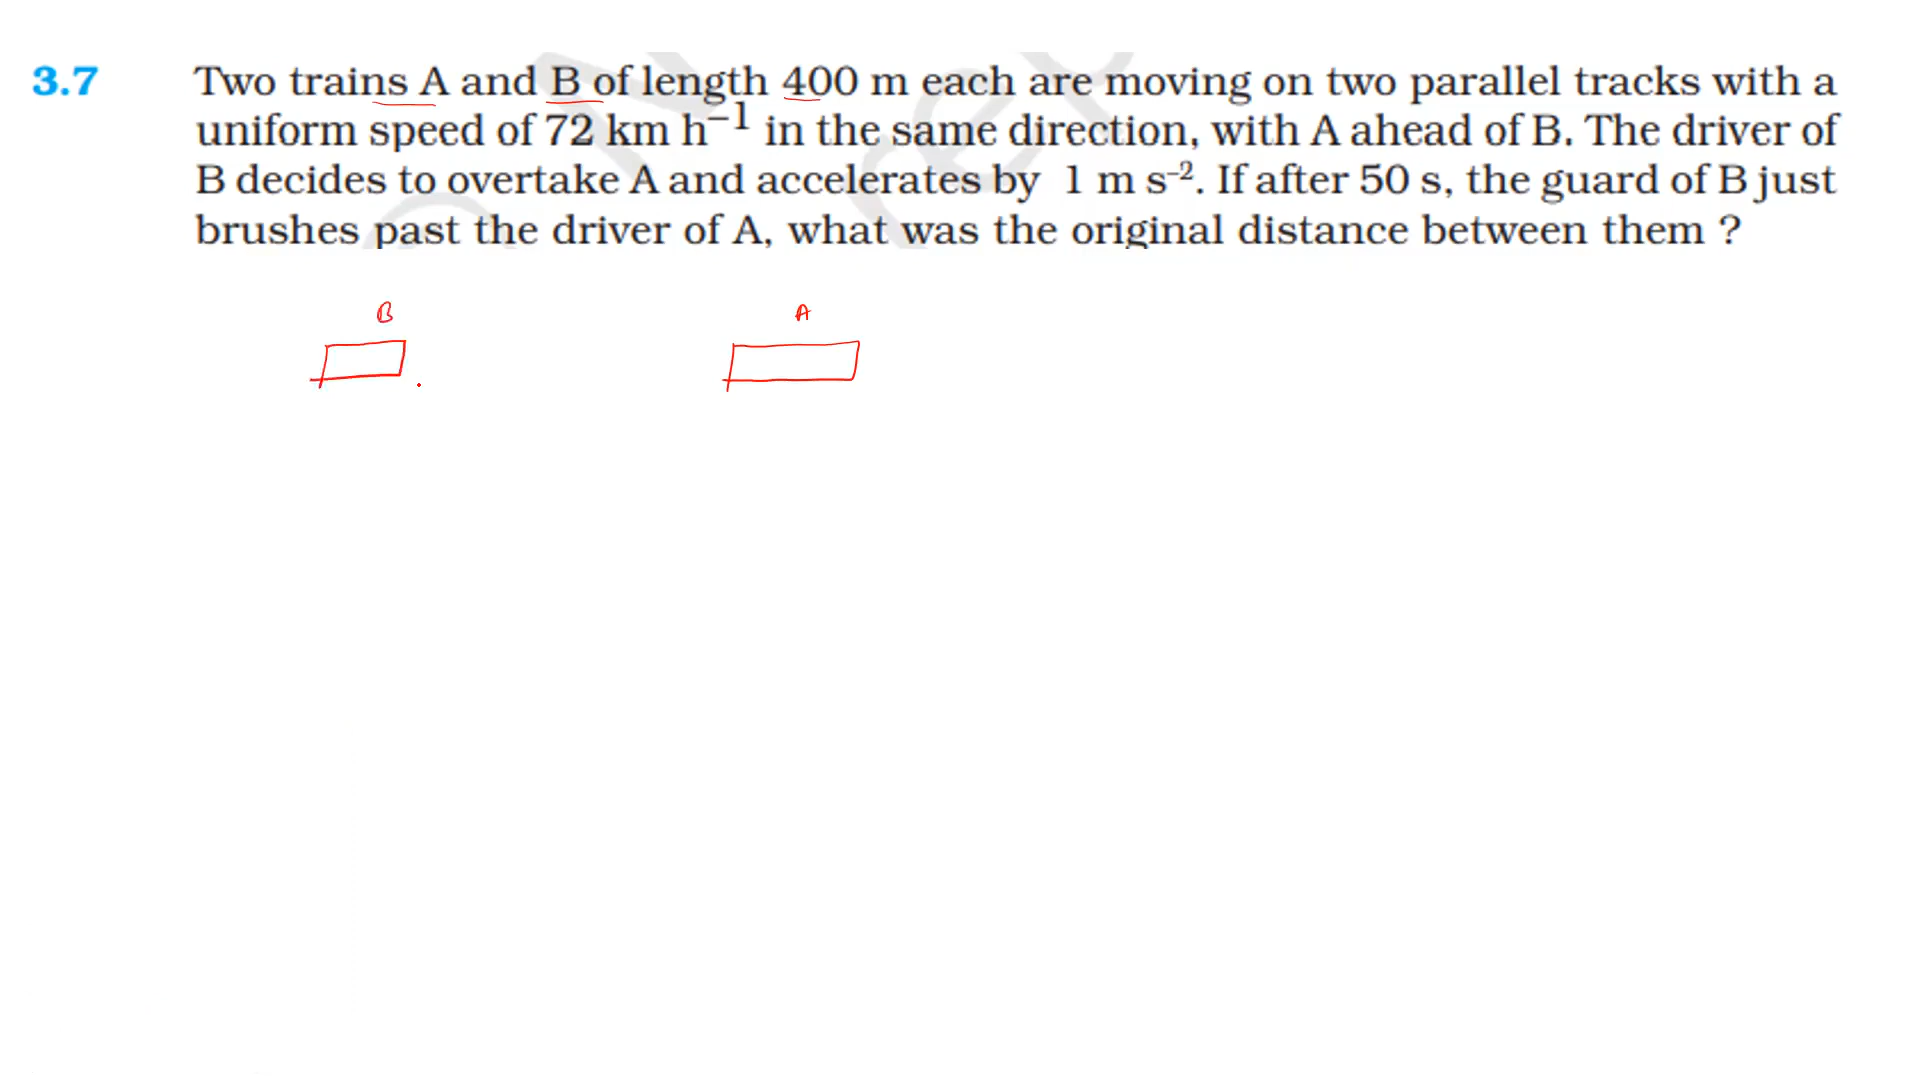 3.7 Two trains A and B of length 400 m each are moving on two parallel tracks with a
uniform speed of 72 km h⁻¹ in the same direction, with A ahead of B. The driver of
B decides to overtake A and accelerates by 1 m s⁻². If after 50 s, the guard of B just
brushes past the driver of A, what was the original distance between them ?
B A